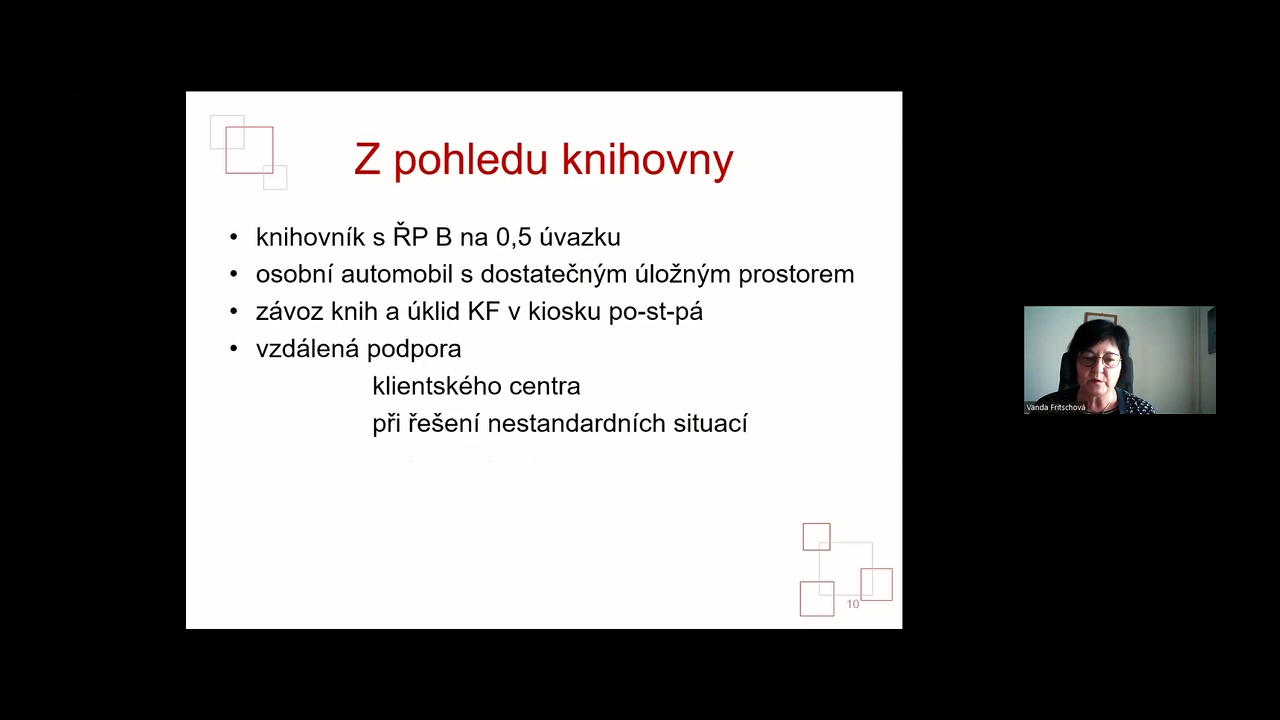 Z pohledu knihovny
• knihovník s ŘP B na 0,5 úvazku
• osobní automobil s dostatečným úložným prostorem
• závoz knih a úklid KF v kiosku po-st-pá
• vzdálená podpora
klientského centra
při řešení nestandardních situací
10
Vanda Fritschová